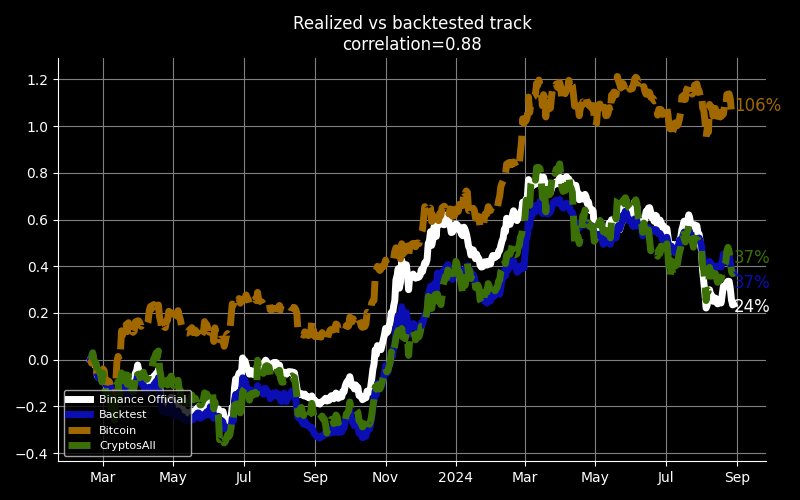 Realized vs backtested track
correlation=0.88
1.2
1.0
0.8
0.6
0.4
0.2
0.0
−0.2
−0.4
106%
37%
37%
24%
Binance Official
Backtest
Bitcoin
CryptosAll
Mar May Jul Sep Nov 2024 Mar May Jul Sep